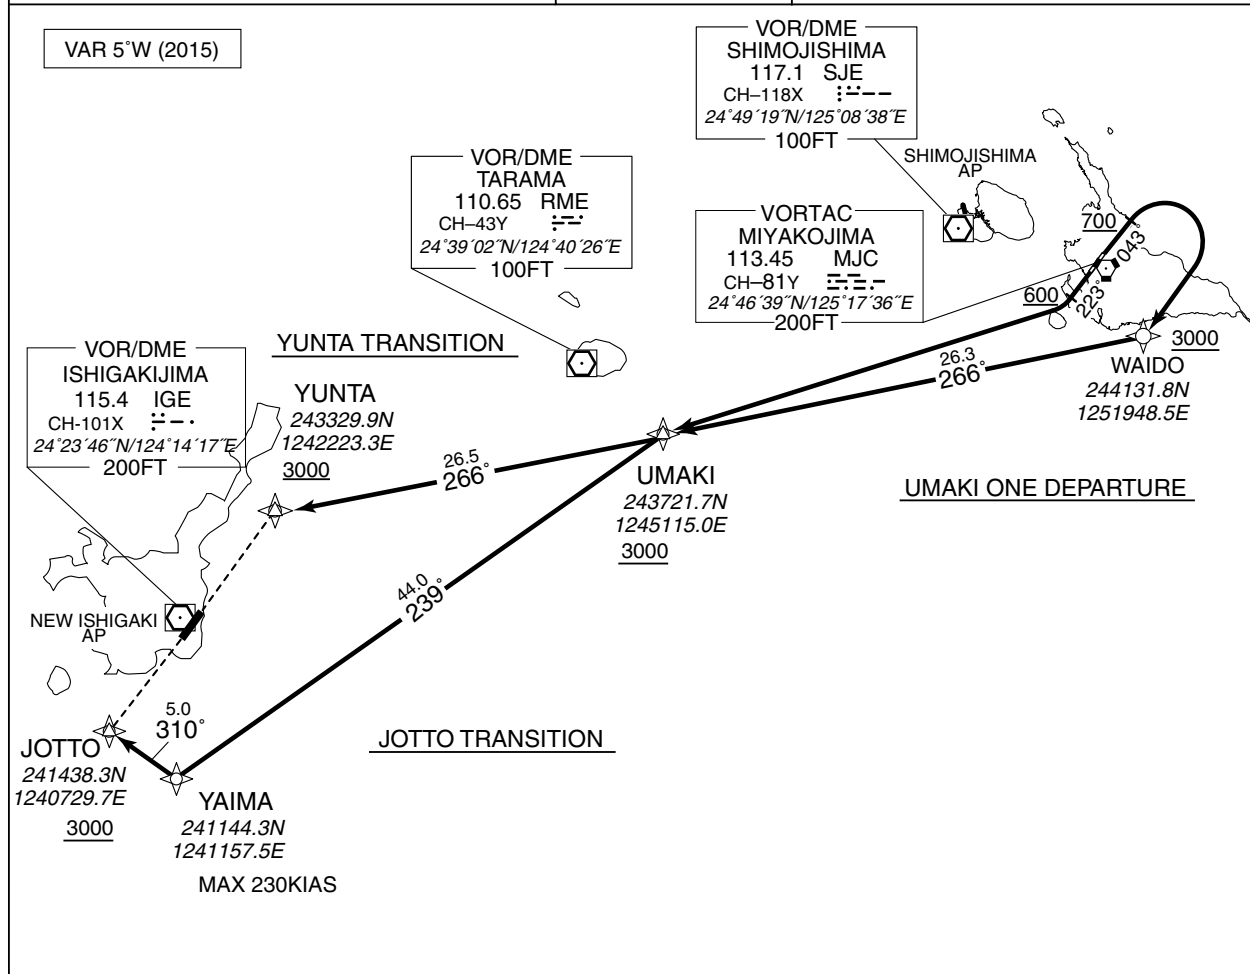 VAR 5°W (2015)
VOR/DME
SHIMOJISHIMA
117.1 SJE
CH–118X
24°49´19˝N/125°08´38˝E
100FT
SHIMOJISHIMA
AP
VOR/DME
TARAMA
110.65 RME
CH–43Y
24°39´02˝N/124°40´26˝E
100FT
VORTAC
MIYAKOJIMA
113.45 MJC
CH–81Y
24°46´39˝N/125°17´36˝E
200FT
700
043°
223°
600
3000
WAIDO
244131.8N
1251948.5E
26.3
266°
YUNTA TRANSITION
VOR/DME
ISHIGAKIJIMA
115.4 IGE
CH-101X
24°23´46˝N/124°14´17˝E
200FT
YUNTA
243329.9N
1242223.3E
3000
26.5
266°
UMAKI
243721.7N
1245115.0E
3000
UMAKI ONE DEPARTURE
44.0
239°
NEW ISHIGAKI
AP
5.0
310°
JOTTO TRANSITION
JOTTO
241438.3N
1240729.7E
3000
YAIMA
241144.3N
1241157.5E
MAX 230KIAS